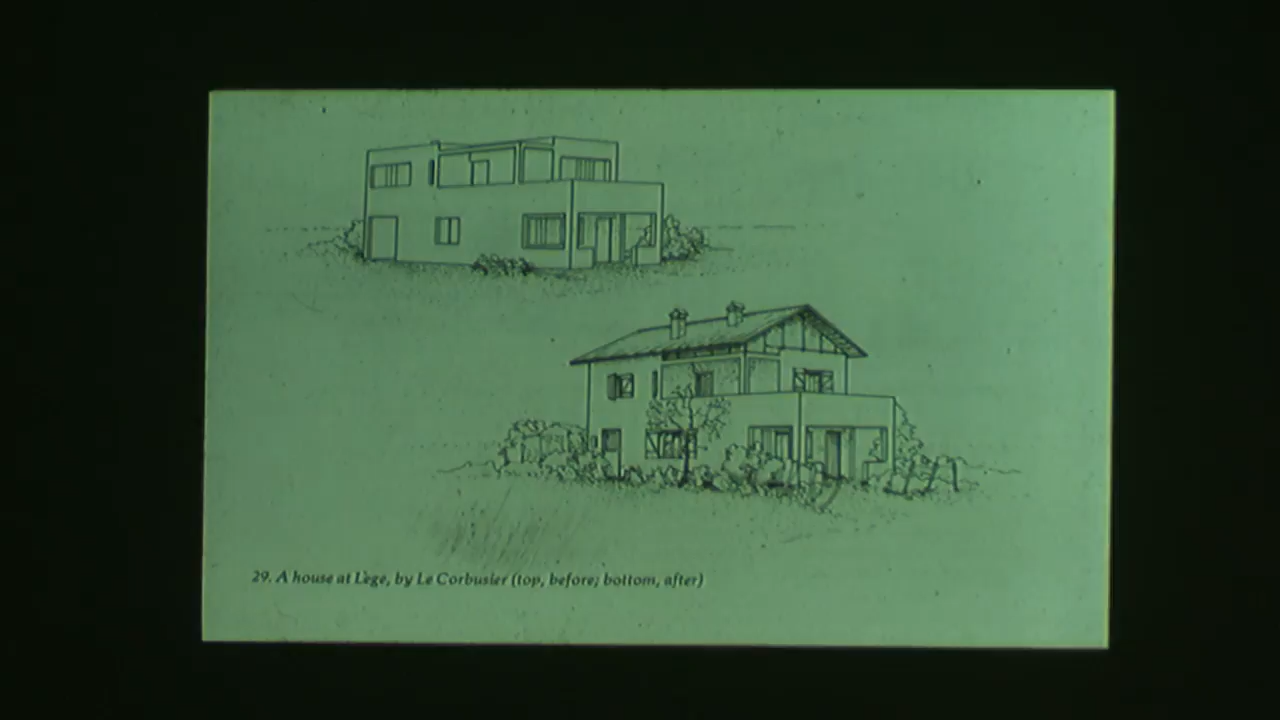 29. A house at Lège, by Le Corbusier (top, before; bottom, after)